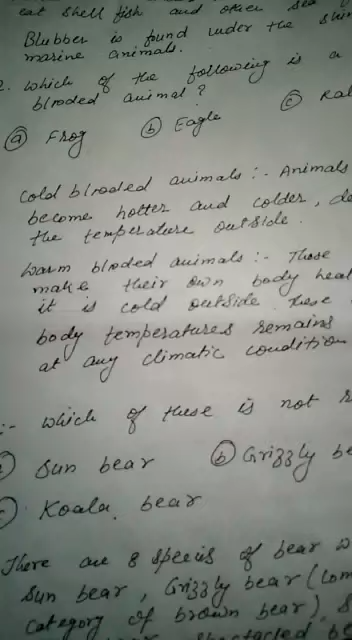 eat shell fish and other sea
Blubber is found under the skin
marine animals.
2. Which of the following is a
blooded animal?
(a) Frog (b) Eagle (c)
Cold blooded animals :- Animals
become hotter and colder, de
the temperature outside.
Warm blooded animals :- Those
make their own body heat
it is cold outside. These
body temperatures remains
at any climatic condition
:- Which of these is not
Sun bear (b) Grizzly be
Koala bear
There are 8 species of bear w
Sun bear, Grizzly bear (com
category of brown bear), S